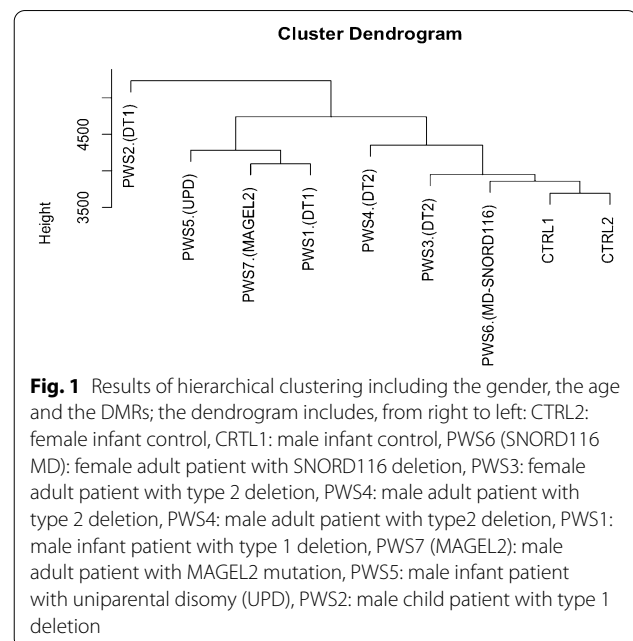 Cluster Dendrogram
Height
3500
4500
PWS2.(DT1)
PWS5.(UPD)
PWS7.(MAGEL2)
PWS1.(DT1)
PWS4.(DT2)
PWS3.(DT2)
PWS6.(MD-SNORD116)
CTRL1
CTRL2
Fig. 1 Results of hierarchical clustering including the gender, the age
and the DMRs; the dendrogram includes, from right to left: CTRL2:
female infant control, CRTL1: male infant control, PWS6 (SNORD116
MD): female adult patient with SNORD116 deletion, PWS3: female
adult patient with type 2 deletion, PWS4: male adult patient with
type 2 deletion, PWS4: male adult patient with type2 deletion, PWS1:
male infant patient with type 1 deletion, PWS7 (MAGEL2): male
adult patient with MAGEL2 mutation, PWS5: male infant patient
with uniparental disomy (UPD), PWS2: male child patient with type 1
deletion